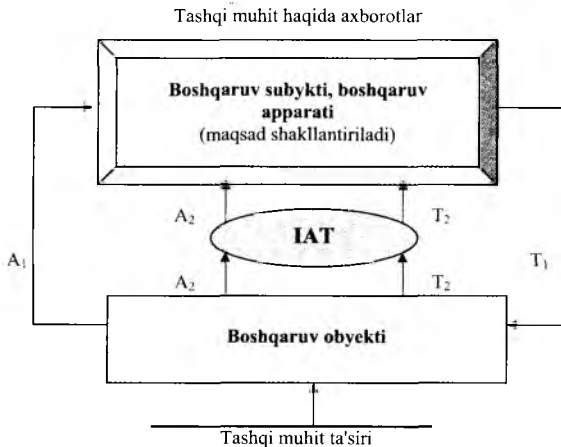 Tashqi muhit haqida axborotlar
Boshqaruv subykti, boshqaruv
apparati
(maqsad shakllantiriladi)
A₂ T₂
IAT
A₁ T₁
A₂ T₂
Boshqaruv obyekti
Tashqi muhit ta'siri